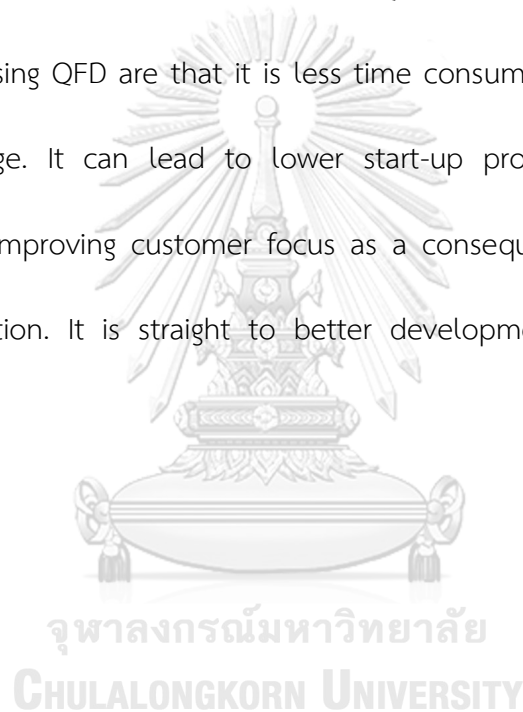 sing QFD are that it is less time consum
ge. It can lead to lower start-up pro
improving customer focus as a consequ
tion. It is straight to better developme
จุฬาลงกรณ์มหาวิทยาลัย
CHULALONGKORN UNIVERSITY